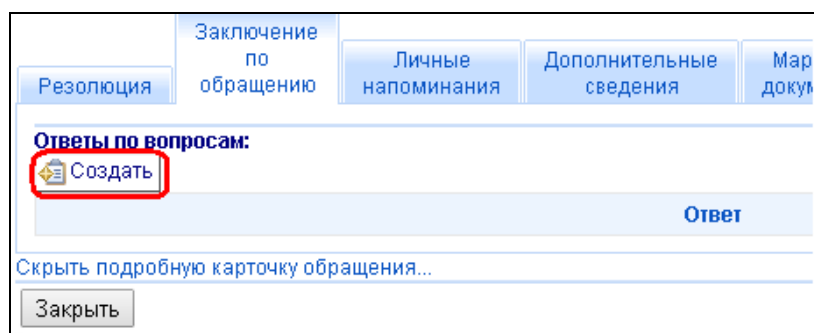 Резолюция
Заключение
по
обращению
Личные
напоминания
Дополнительные
сведения
Ответы по вопросам:
Создать
Ответ
Скрыть подробную карточку обращения...
Закрыть